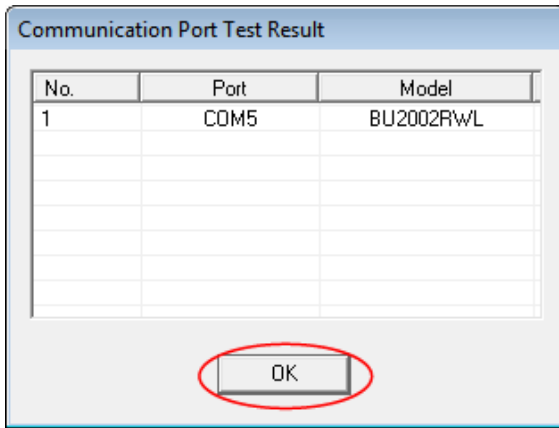 Communication Port Test Result
No. Port Model
1 COM5 BU2002RWL
OK